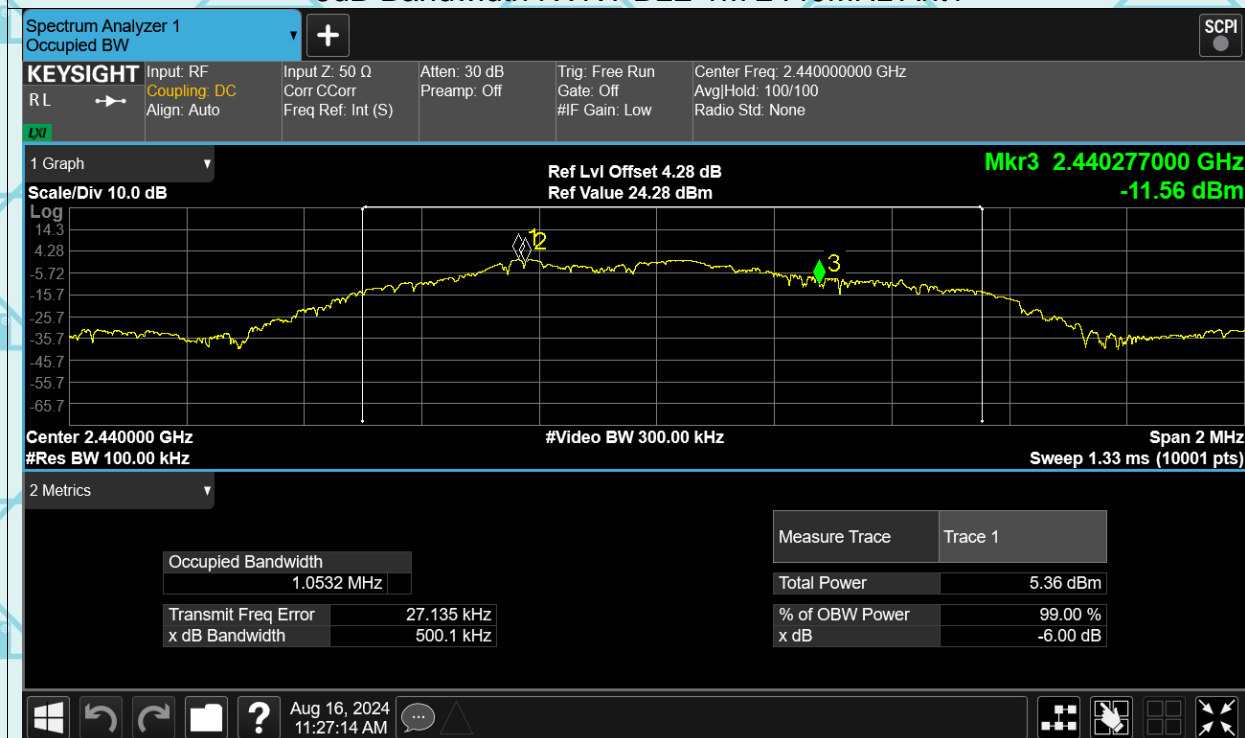 Spectrum Analyzer 1
Occupied BW
+
SCPI
KEYSIGHT
R L
LXI
Input: RF
Coupling: DC
Align: Auto
Input Z: 50 Ω
Corr CCorr
Freq Ref: Int (S)
Atten: 30 dB
Preamp: Off
Trig: Free Run
Gate: Off
#IF Gain: Low
Center Freq: 2.440000000 GHz
Avg|Hold: 100/100
Radio Std: None
1 Graph
Scale/Div 10.0 dB
Ref Lvl Offset 4.28 dB
Ref Value 24.28 dBm
Mkr3 2.440277000 GHz
-11.56 dBm
Log
14.3
4.28
-5.72
-15.7
-25.7
-35.7
-45.7
-55.7
-65.7
1
2
3
Center 2.440000 GHz
#Video BW 300.00 kHz
Span 2 MHz
#Res BW 100.00 kHz
Sweep 1.33 ms (10001 pts)
2 Metrics
Measure Trace Trace 1
Occupied Bandwidth
1.0532 MHz
Total Power 5.36 dBm
Transmit Freq Error 27.135 kHz
% of OBW Power 99.00 %
x dB Bandwidth 500.1 kHz
x dB -6.00 dB
?
Aug 16, 2024
11:27:14 AM